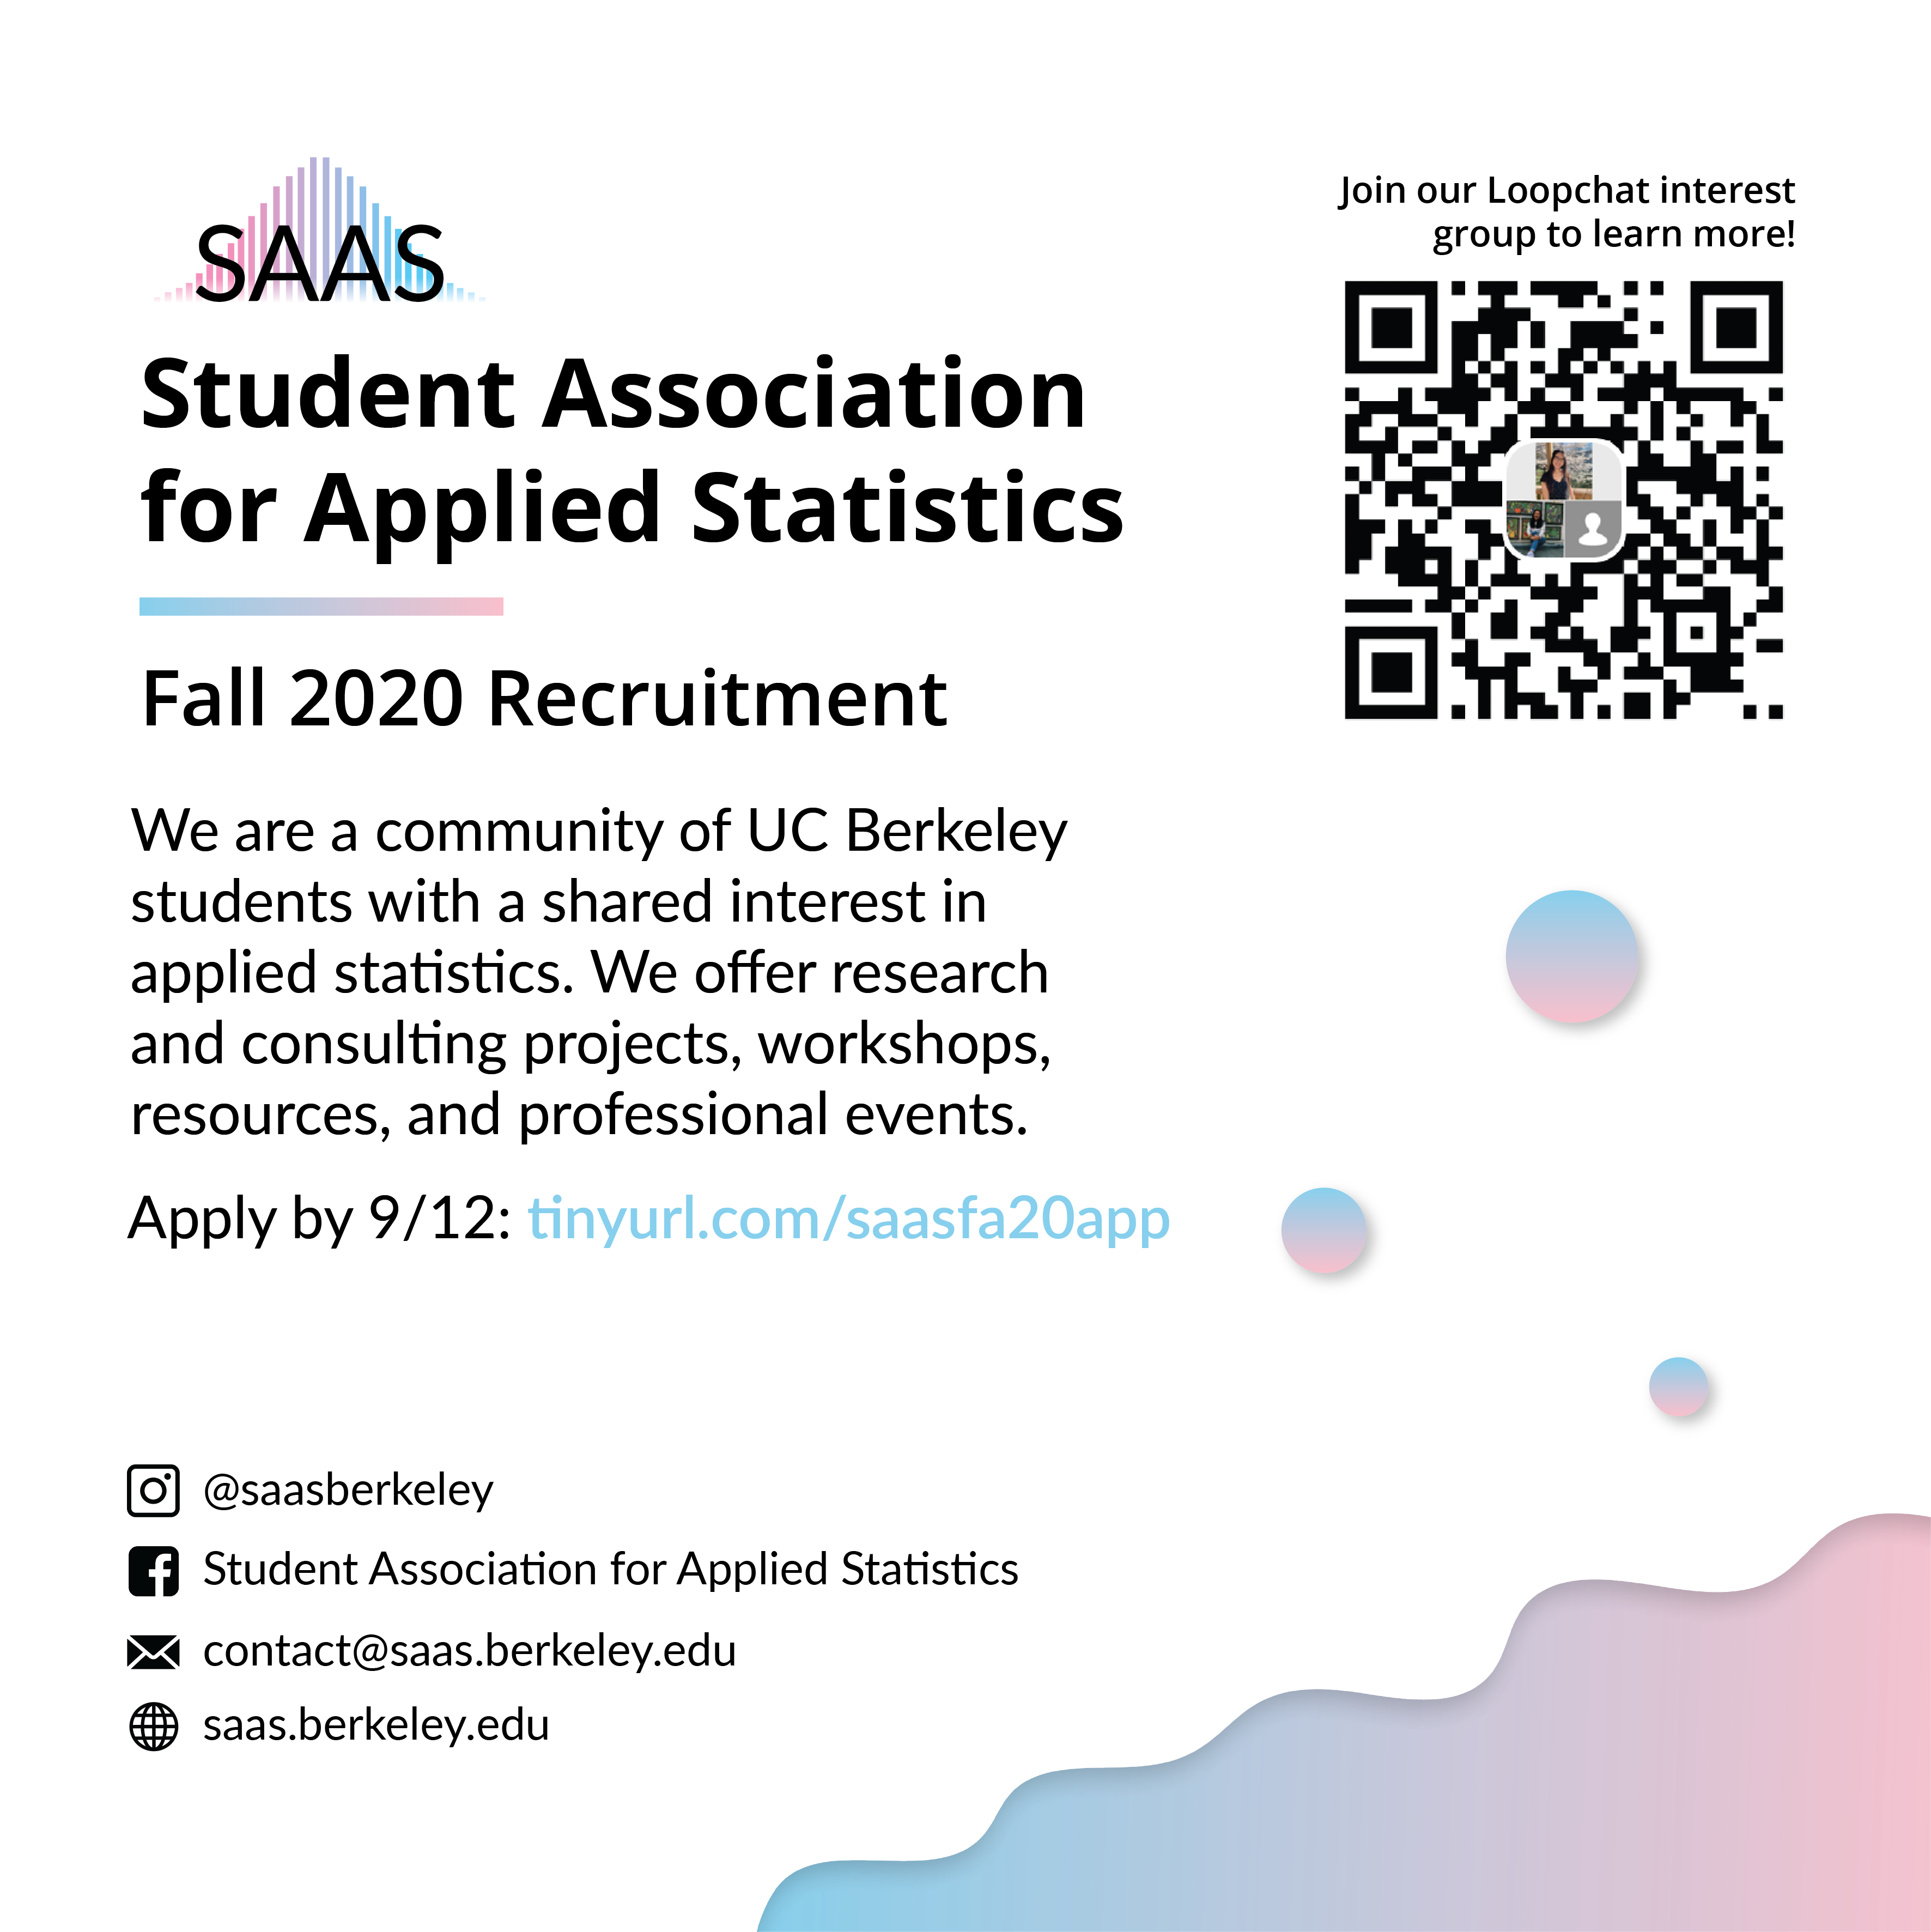 SAAS
Student Association
for Applied Statistics
Fall 2020 Recruitment
Join our Loopchat interest
group to learn more!
We are a community of UC Berkeley
students with a shared interest in
applied statistics. We offer research
and consulting projects, workshops,
resources, and professional events.
Apply by 9/12: tinyurl.com/saasfa20app
@saasberkeley
Student Association for Applied Statistics
contact@saas.berkeley.edu
saas.berkeley.edu